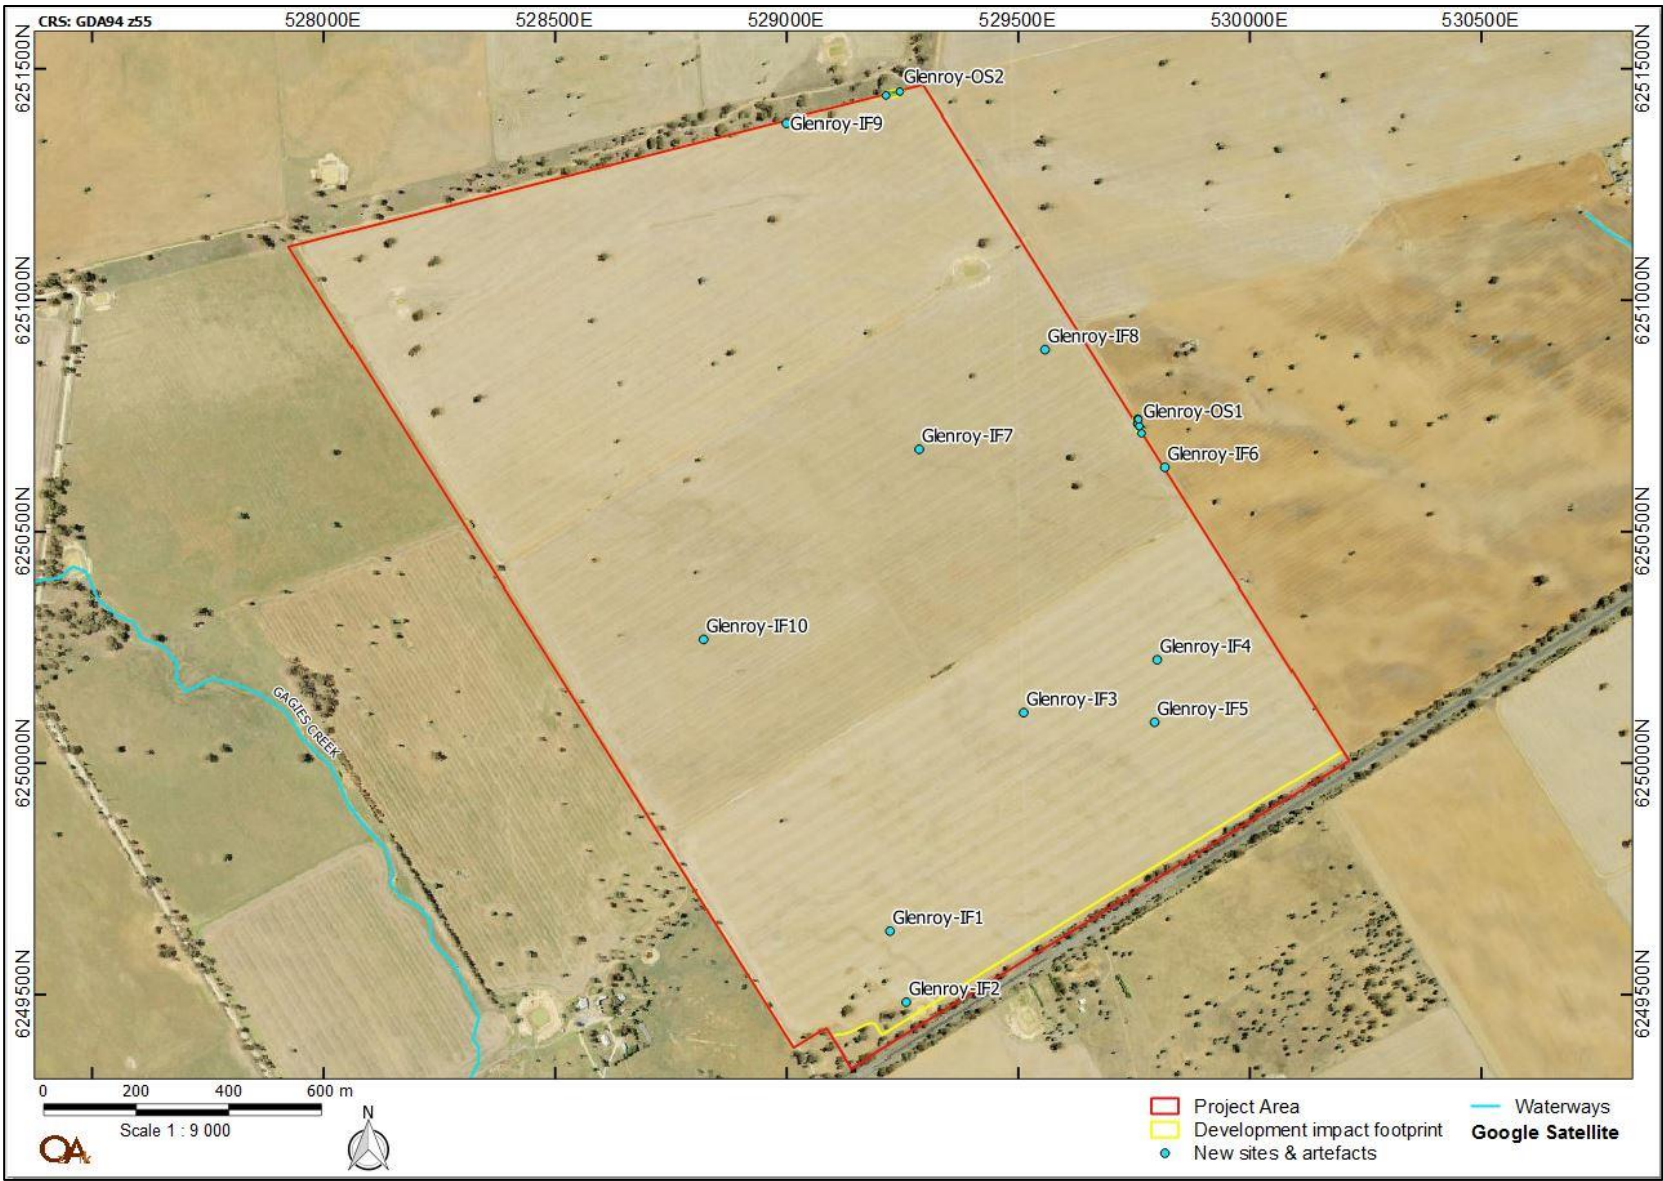 CRS: GDA94 z55
528000E
528500E
529000E
529500E
530000E
530500E
6251500N
6251500N
Glenroy-OS2
Glenroy-IF9
6251000N
6251000N
Glenroy-IF8
Glenroy-OS1
Glenroy-IF7
Glenroy-IF6
6250500N
6250500N
Glenroy-IF10
Glenroy-IF4
Glenroy-IF3
Glenroy-IF5
GAGIES CREEK
6250000N
6250000N
Glenroy-IF1
Glenroy-IF2
6249500N
6249500N
0 200 400 600 m
Scale 1 : 9 000
N
Project Area
Development impact footprint
New sites & artefacts
Waterways
Google Satellite